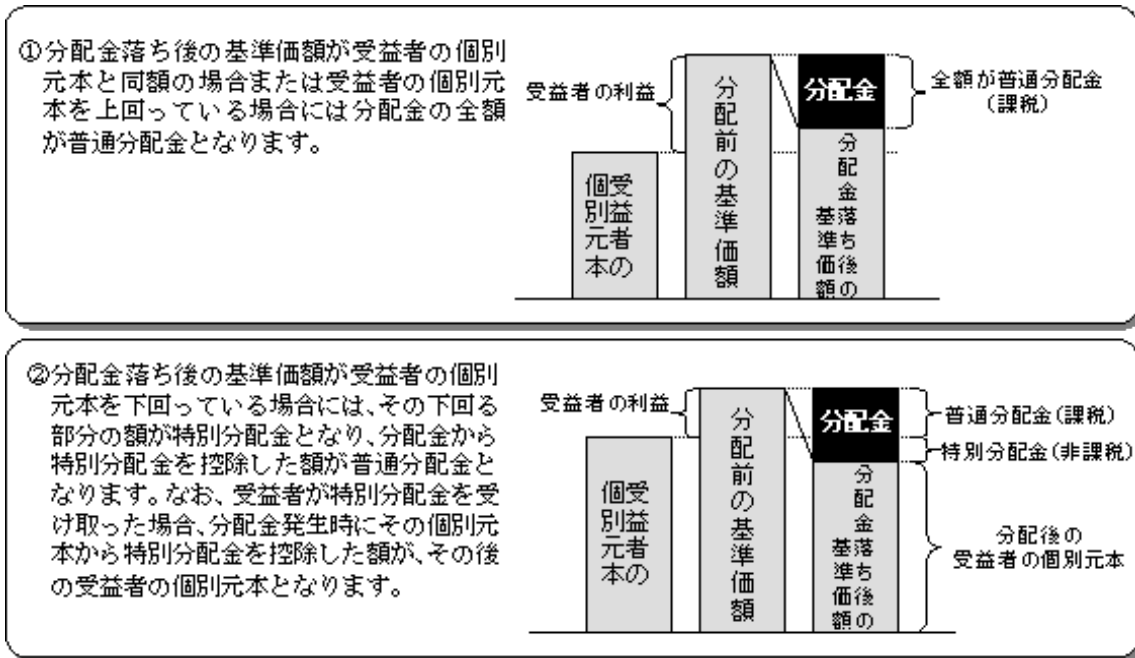 ①分配金落ち後の基準価額が受益者の個別
元本と同額の場合または受益者の個別元
本を上回っている場合には分配金の全額
が普通分配金となります。
受益者の利益
受益者の
個別元本
分配前の基準価額
分配金
分配金落ち後の
基準価額
全額が普通分配金
(課税)
②分配金落ち後の基準価額が受益者の個別
元本を下回っている場合には、その下回る
部分の額が特別分配金となり、分配金から
特別分配金を控除した額が普通分配金と
なります。なお、受益者が特別分配金を受
け取った場合、分配金発生時にその個別元
本から特別分配金を控除した額が、その後
の受益者の個別元本となります。
受益者の利益
受益者の
個別元本
分配前の基準価額
分配金
分配金落ち後の
基準価額
普通分配金(課税)
特別分配金(非課税)
分配後の
受益者の個別元本